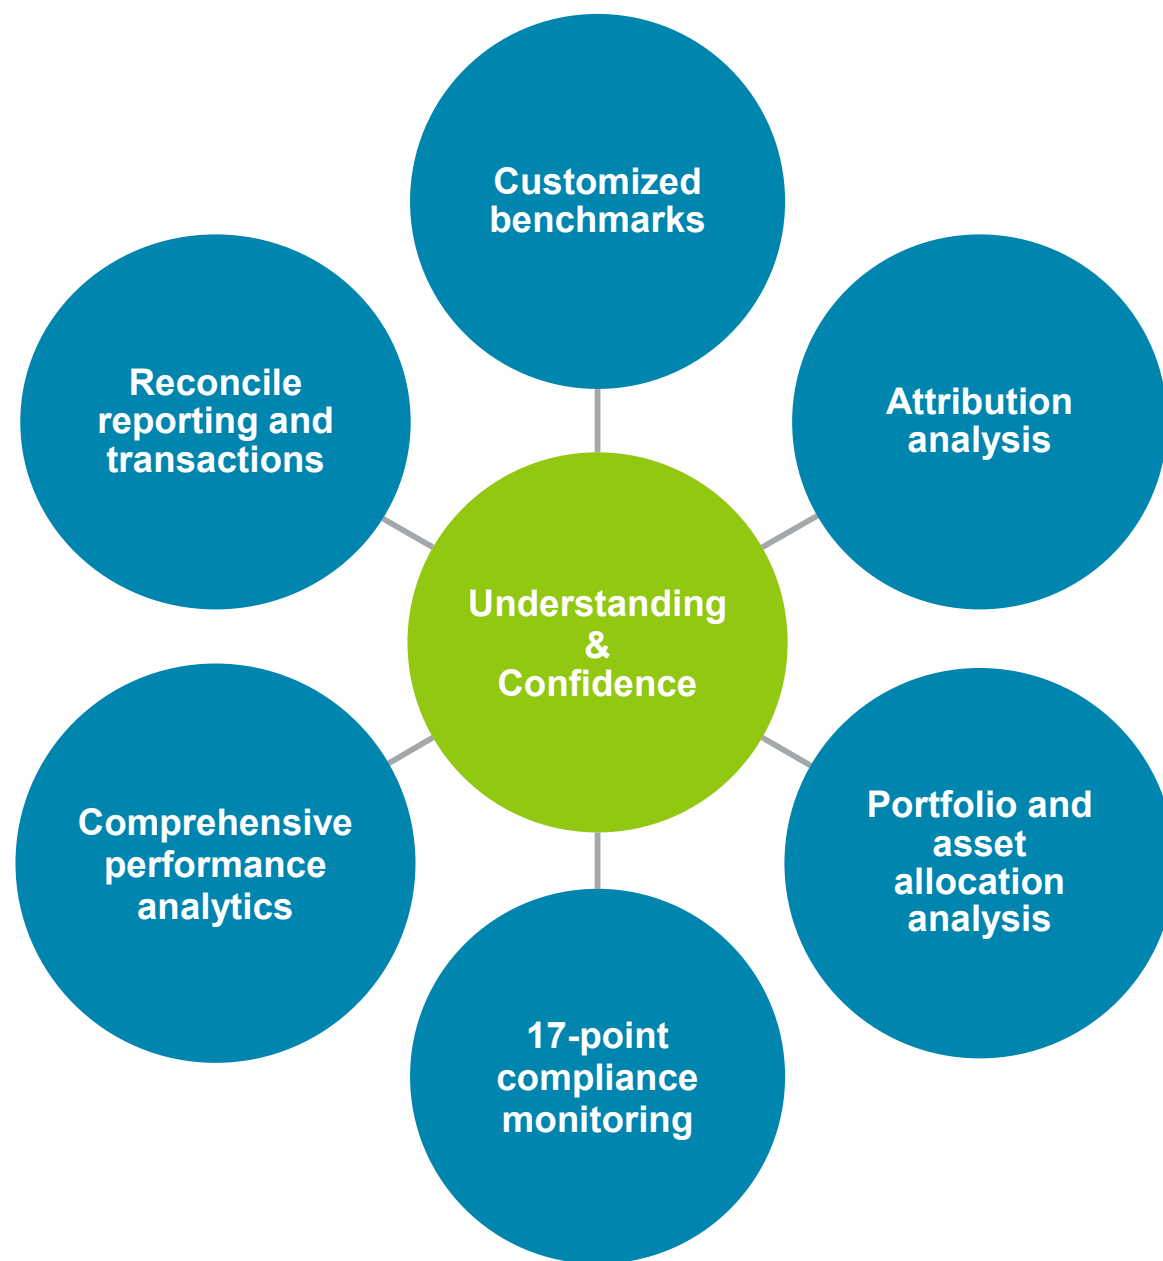 Customized
benchmarks
Attribution
analysis
Portfolio and
asset
allocation
analysis
17-point
compliance
monitoring
Comprehensive
performance
analytics
Reconcile
reporting and
transactions
Understanding
&
Confidence